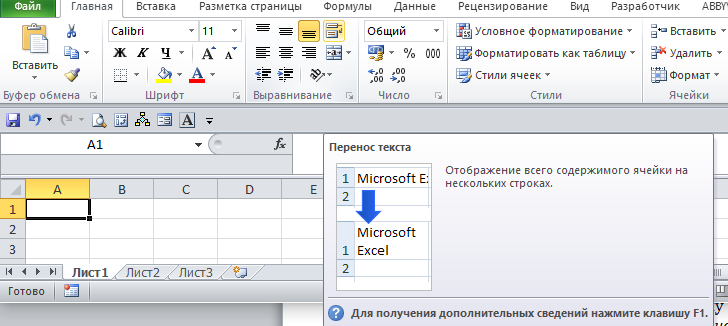 Файл Главная Вставка Разметка страницы Формулы Данные Рецензирование Вид Разработчик ABBY
Calibri 11 Общий Условное форматирование Вставить
Вставить Ж К Ч % 000 Форматировать как таблицу Удалить
Стили ячеек Формат
Буфер обмена Шрифт Выравнивание Число Стили Ячейки
A1 fx
Перенос текста
Отображение всего содержимого ячейки на
нескольких строках.
1 Microsoft Ex
2
Microsoft
1 Excel
2
A B C D E
1
2
3
Лист1 Лист2 Лист3
Готово
Для получения дополнительных сведений нажмите клавишу F1.